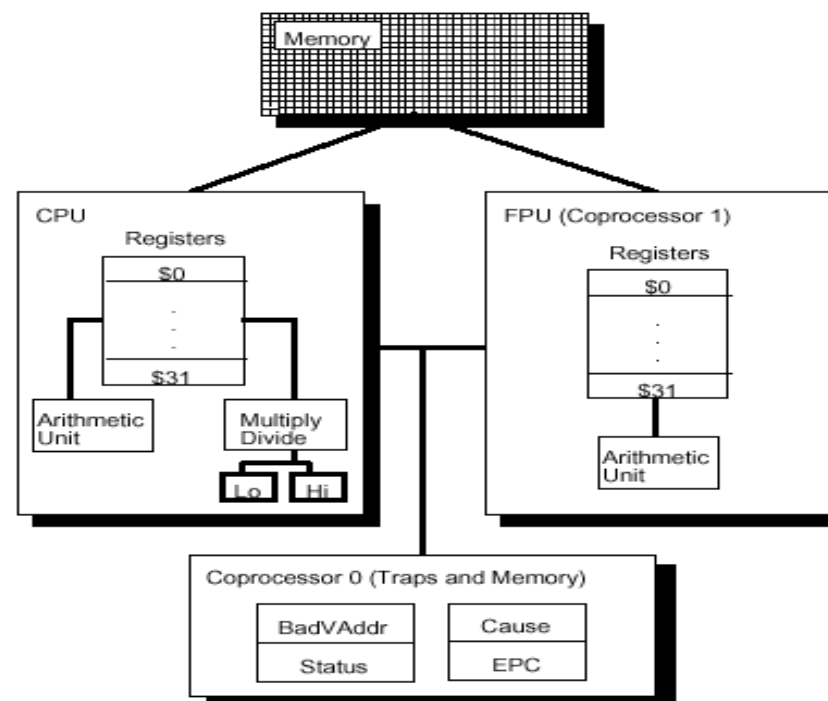 Memory
CPU
Registers
$0
.
.
.
$31
Arithmetic
Unit
Multiply
Divide
Lo
Hi
FPU (Coprocessor 1)
Registers
$0
.
.
.
$31
Arithmetic
Unit
Coprocessor 0 (Traps and Memory)
BadVAddr
Status
Cause
EPC